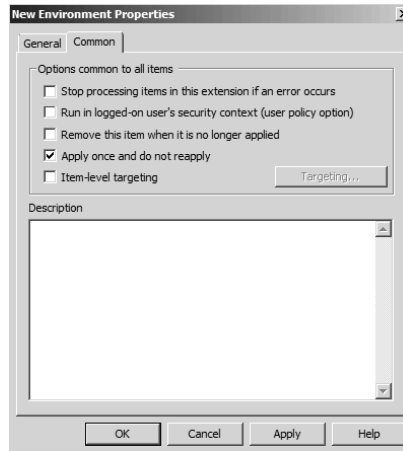 New Environment Properties
General
Common
Options common to all items
Stop processing items in this extension if an error occurs
Run in logged-on user's security context (user policy option)
Remove this item when it is no longer applied
Apply once and do not reapply
Item-level targeting
Targeting...
Description
OK
Cancel
Apply
Help